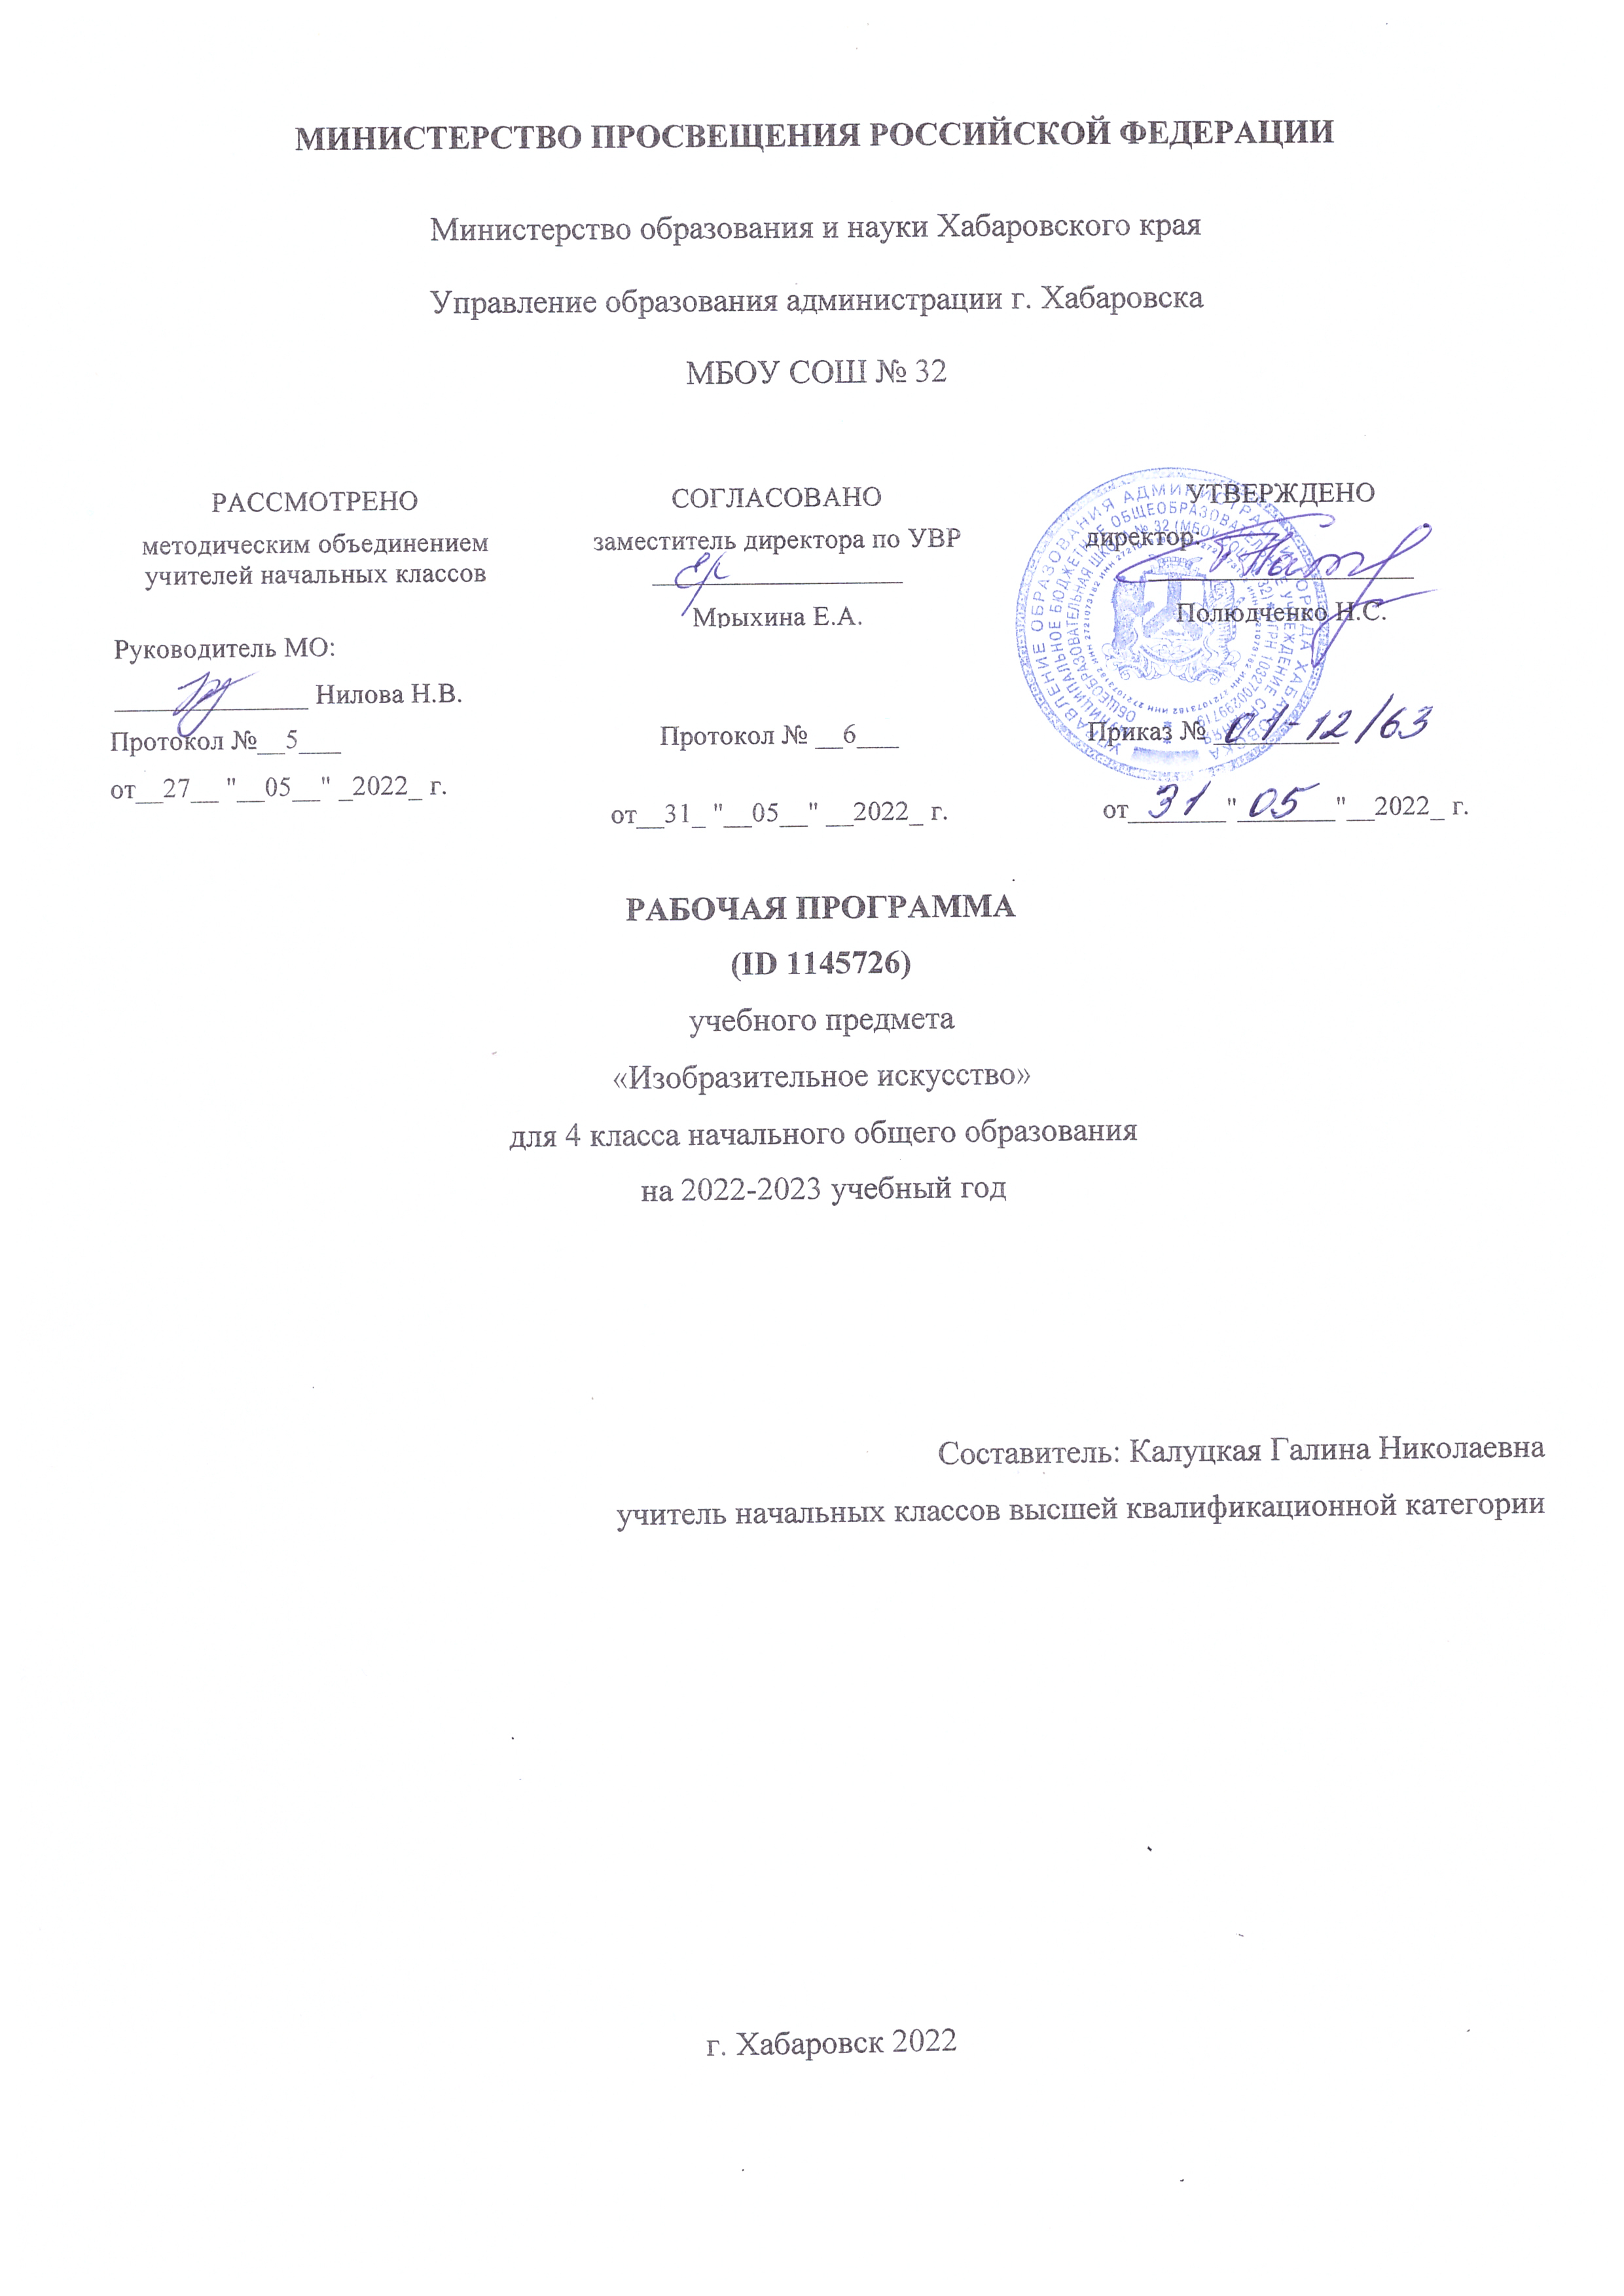 МИНИСТЕРСТВО ПРОСВЕЩЕНИЯ РОССИЙСКОЙ ФЕДЕРАЦИИ
Министерство образования и науки Хабаровского края
Управление образования администрации г. Хабаровска
МБОУ СОШ № 32
РАССМОТРЕНО
методическим объединением
учителей начальных классов
Руководитель МО:
______________ Нилова Н.В.
Протокол №__5___
от__27__ "__05__" _2022_ г.
СОГЛАСОВАНО
заместитель директора по УВР
__________________
Мрыхина Е.А.
Протокол № __6___
от__31_ "__05__" __2022_ г.
УТВЕРЖДЕНО
директор:
Полюдченко Н.С.
Приказ № 01-12/63
от 31 " 05 " __2022_ г.
РАБОЧАЯ ПРОГРАММА
(ID 1145726)
учебного предмета
«Изобразительное искусство»
для 4 класса начального общего образования
на 2022-2023 учебный год
Составитель: Калуцкая Галина Николаевна
учитель начальных классов высшей квалификационной категории
г. Хабаровск 2022